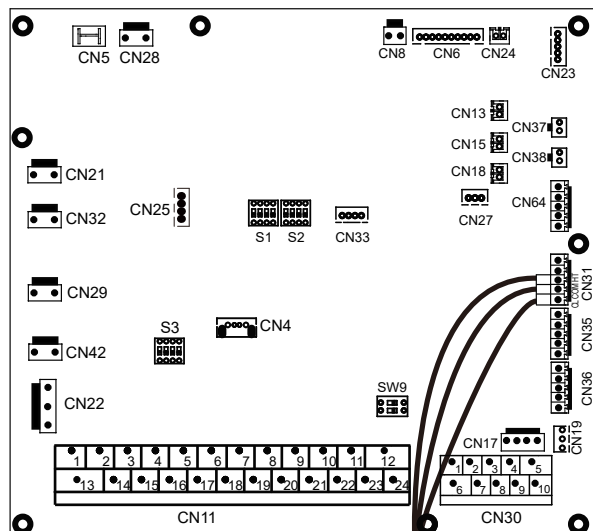 CN5
CN28
CN8
CN6
CN24
CN23
CN13
CN37
CN15
CN38
CN18
CN21
CN32
CN25
S1
S2
CN33
CN27
CN64
CN29
CN31
CL COM HT
CN4
CN35
S3
CN42
CN36
CN22
SW9
CN17
CN19
1 2 3 4 5 6 7 8 9 10 11 12
13 14 15 16 17 18 19 20 21 22 23 24
CN11
1 2 3 4 5
6 7 8 9 10
CN30